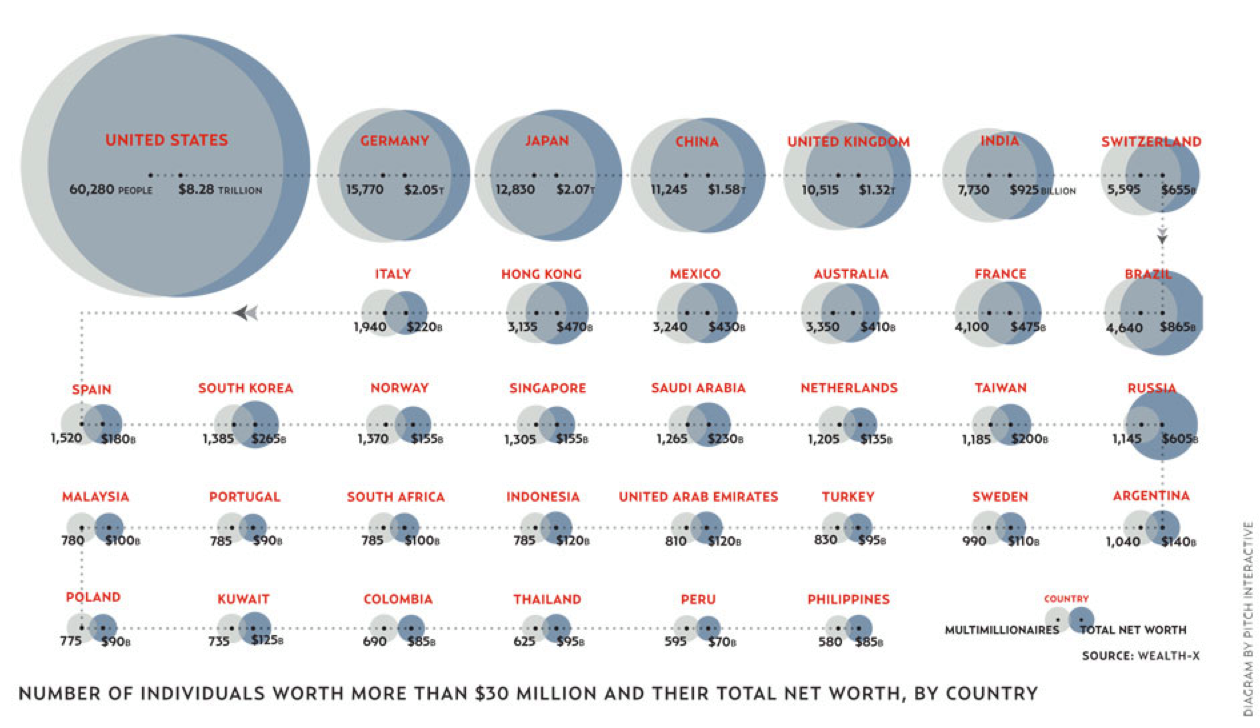 UNITED STATES
60,280 PEOPLE $8.28 TRILLION
GERMANY
15,770 $2.05T
JAPAN
12,830 $2.07T
CHINA
11,245 $1.58T
UNITED KINGDOM
10,515 $1.32T
INDIA
7,730 $925 BILLION
SWITZERLAND
5,595 $655B
ITALY
1,940 $220B
HONG KONG
3,135 $470B
MEXICO
3,240 $430B
AUSTRALIA
3,350 $410B
FRANCE
4,100 $475B
BRAZIL
4,640 $865B
SPAIN
1,520 $180B
SOUTH KOREA
1,385 $265B
NORWAY
1,370 $155B
SINGAPORE
1,305 $155B
SAUDI ARABIA
1,265 $230B
NETHERLANDS
1,205 $135B
TAIWAN
1,185 $200B
RUSSIA
1,145 $605B
MALAYSIA
780 $100B
PORTUGAL
785 $90B
SOUTH AFRICA
785 $100B
INDONESIA
785 $120B
UNITED ARAB EMIRATES
810 $120B
TURKEY
830 $95B
SWEDEN
990 $110B
ARGENTINA
1,040 $140B
POLAND
775 $90B
KUWAIT
735 $125B
COLOMBIA
690 $85B
THAILAND
625 $95B
PERU
595 $70B
PHILIPPINES
580 $85B
COUNTRY
MULTIMILLIONAIRES TOTAL NET WORTH
SOURCE: WEALTH-X
NUMBER OF INDIVIDUALS WORTH MORE THAN $30 MILLION AND THEIR TOTAL NET WORTH, BY COUNTRY
DIAGRAM BY PITCH INTERACTIVE